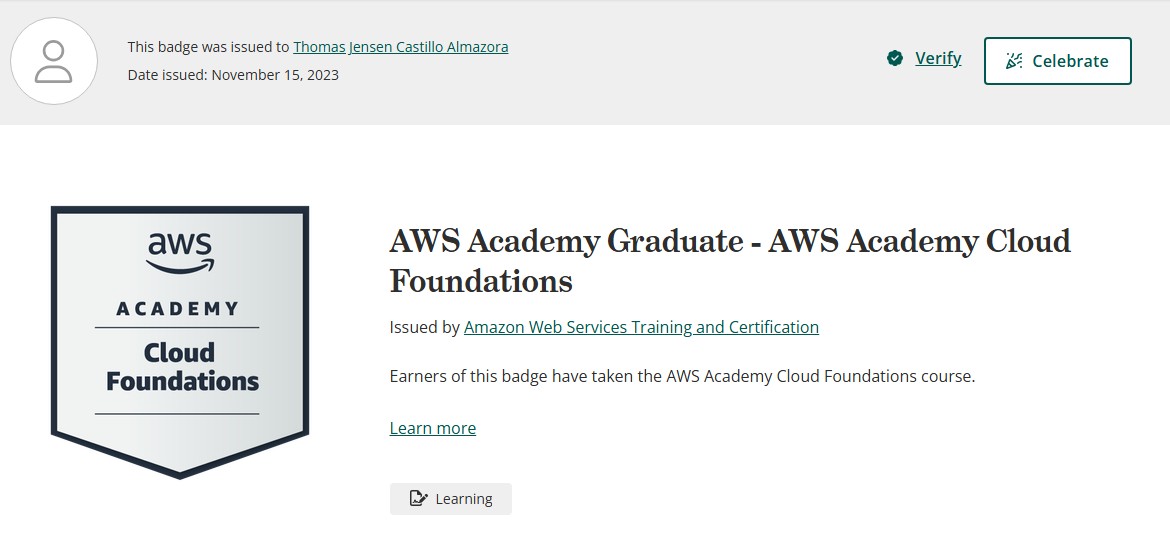 This badge was issued to Thomas Jensen Castillo Almazora
Date issued: November 15, 2023
Verify
Celebrate
aws
ACADEMY
Cloud
Foundations
AWS Academy Graduate - AWS Academy Cloud
Foundations
Issued by Amazon Web Services Training and Certification
Earners of this badge have taken the AWS Academy Cloud Foundations course.
Learn more
Learning